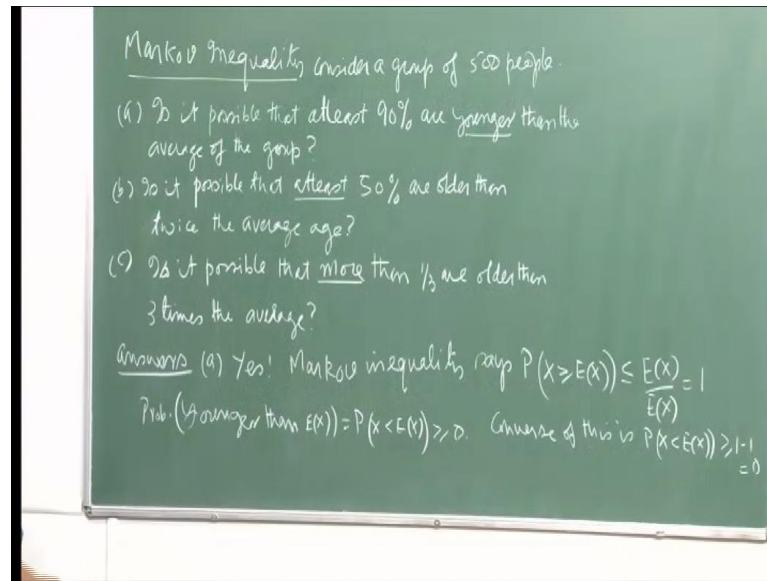 Markov Inequality consider a group of 500 people.
(a) Is it possible that atleast 90% are younger than the
average of the group?
(b) Is it possible that atleast 50% are older than
twice the average age?
(c) Is it possible that more than 1/3 are older than
3 times the average?
Answers (a) Yes! Markov inequality says P(X ≥ E(X)) ≤ E(X)/E(X) = 1
Prob. (Younger than E(X)) = P(X < E(X)) ≥ 0. Converse of this is P(X < E(X)) ≥ 1-1
= 0